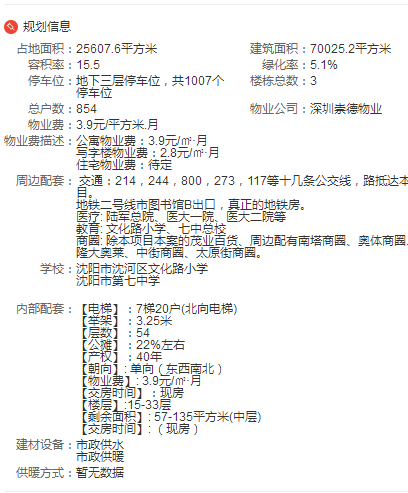 规划信息
占地面积：25607.6平方米 建筑面积：70025.2平方米
容积率：15.5 绿化率：5.1%
停车位：地下三层停车位，共1007个 楼栋总数：3
停车位
总户数：854 物业公司：深圳崇德物业
物业费：3.9元/平方米.月
物业费描述：公寓物业费：3.9元/㎡·月
写字楼物业费：2.8元/㎡·月
住宅物业费：待定
周边配套： 交通：214，244，800，273，117等十几条公交线，路抵达本
目。
地铁二号线市图书馆B出口，真正的地铁房。
医疗: 陆军总院、医大一院、医大二院等
教育: 文化路小学、七中总校
商圈: 除本项目本案的茂业百货、周边配有南塔商圈、奥体商圈、
隆大奥莱、中街商圈、太原街商圈。
学校：沈阳市沈河区文化路小学
沈阳市第七中学
内部配套：【电梯】：7梯20户(北向电梯)
【举架】：3.25米
【层数】：54
【公摊】：22%左右
【产权】：40年
【朝向】: 单向（东西南北）
【物业费】: 3.9元/㎡·月
【交房时间】：现房
【楼层】:15-33层
【剩余面积】: 57-135平方米(中层)
【交房时间】:（现房）
建材设备：市政供水
市政供暖
供暖方式：暂无数据